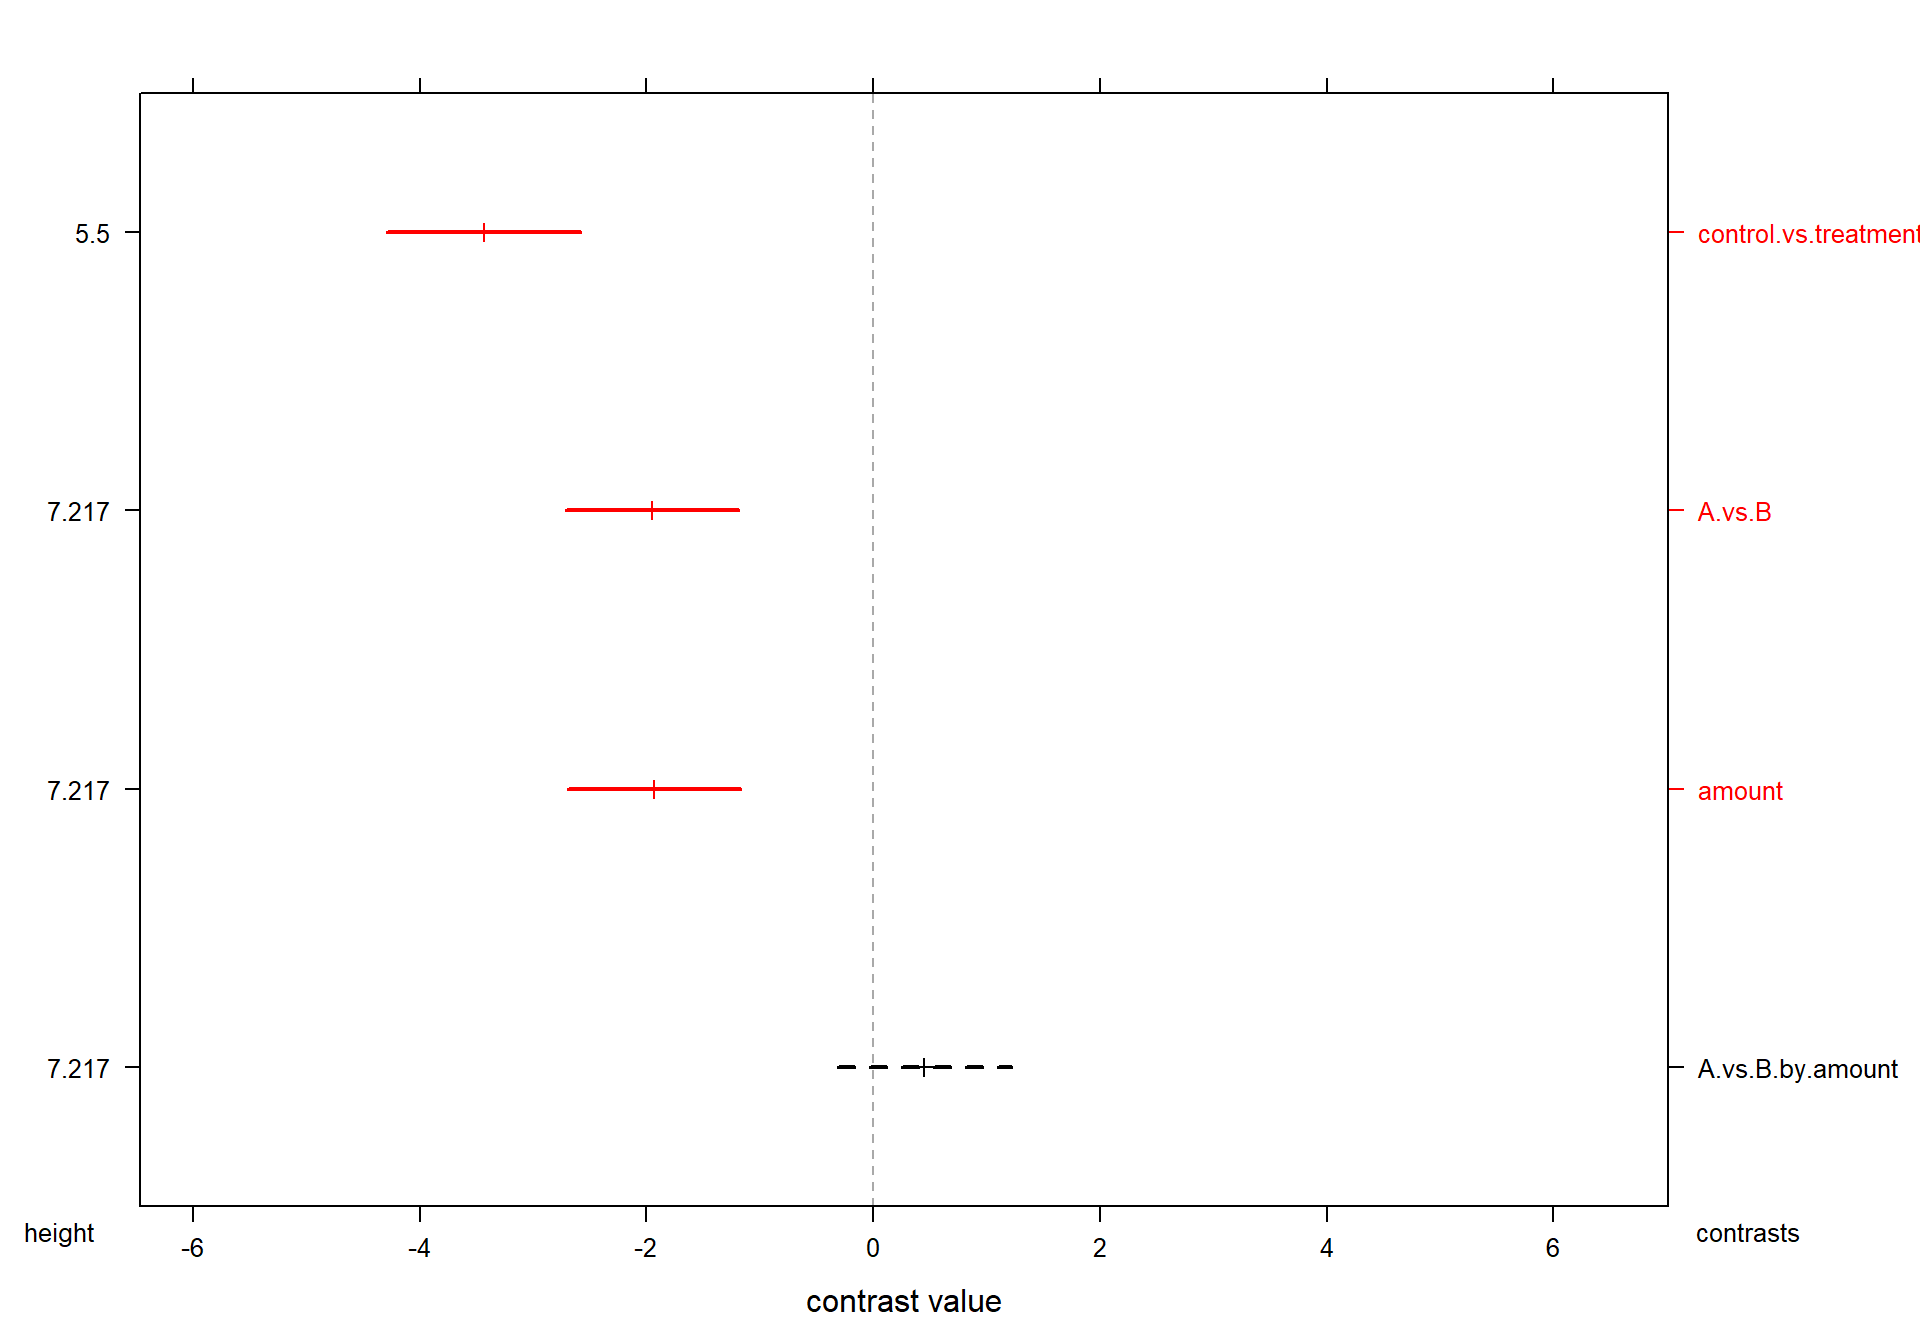 5.5 control.vs.treatment
7.217 A.vs.B
7.217 amount
7.217 A.vs.B.by.amount
height contrasts
-6 -4 -2 0 2 4 6
contrast value